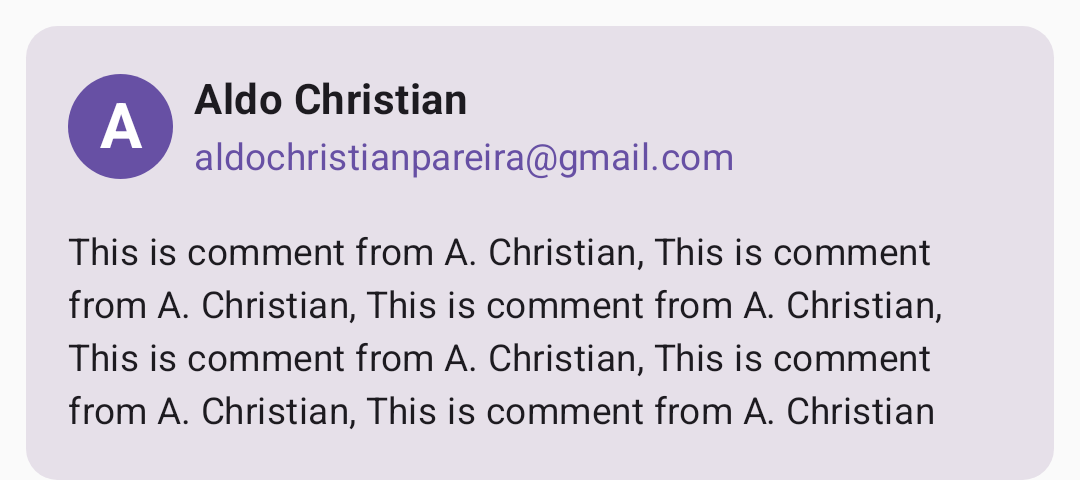 A
Aldo Christian
aldochristianpareira@gmail.com
This is comment from A. Christian, This is comment
from A. Christian, This is comment from A. Christian,
This is comment from A. Christian, This is comment
from A. Christian, This is comment from A. Christian